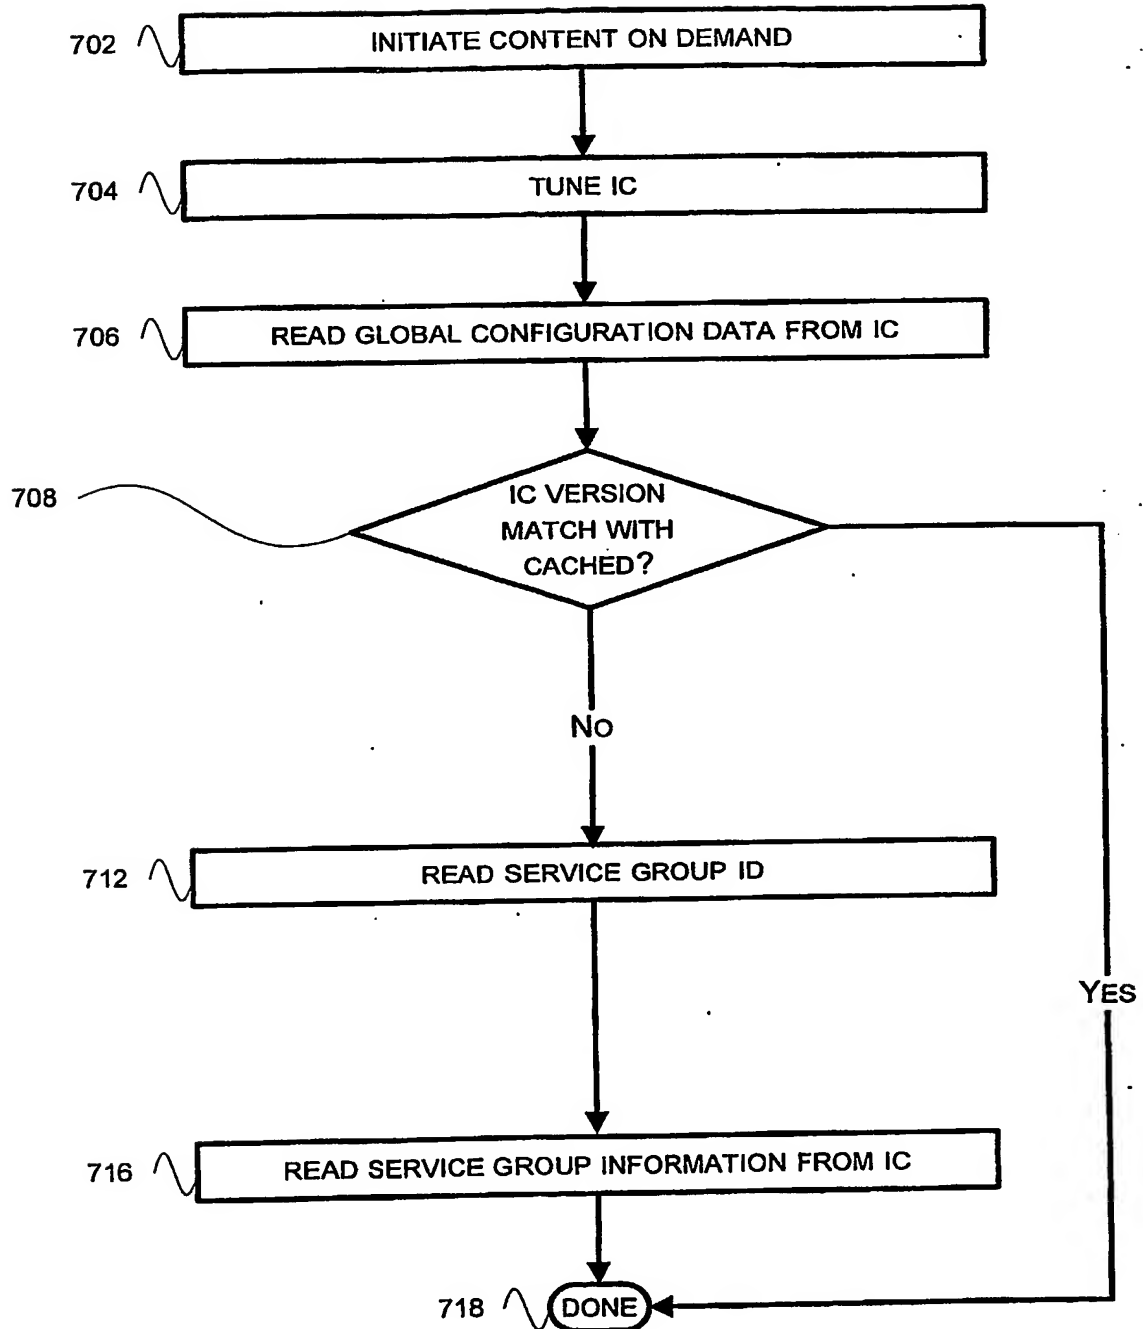 702
INITIATE CONTENT ON DEMAND
704
TUNE IC
706
READ GLOBAL CONFIGURATION DATA FROM IC
708
IC VERSION
MATCH WITH
CACHED?
NO
712
READ SERVICE GROUP ID
YES
716
READ SERVICE GROUP INFORMATION FROM IC
718
DONE